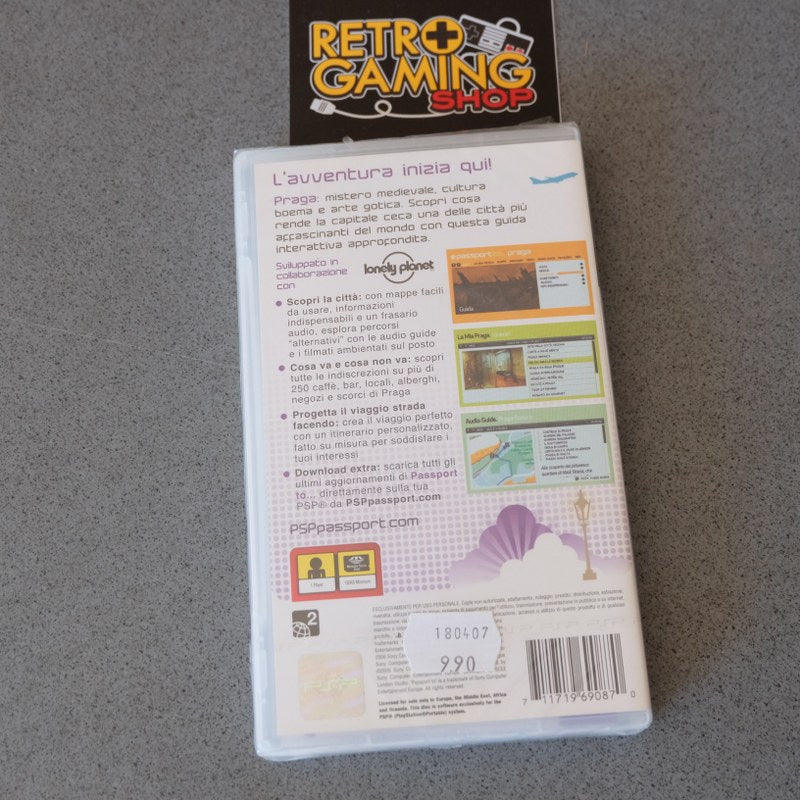 RETRO
GAMING
SHOP
L'avventura inizia qui!
Praga: mistero medievale, cultura
boema e arte gotica. Scopri cosa
rende la capitale ceca una delle città più
affascinanti del mondo con questa guida
interattiva approfondita.
Sviluppato in
collaborazione
con
lonely planet
Scopri la città: con mappe facili
da usare, informazioni
indispensabili e un frasario
audio, esplora percorsi
"alternativi" con le audio guide
e i filmati ambientati sul posto
Cosa va e cosa non va: scopri
tutte le indiscrezioni su più di
250 caffè, bar, locali, alberghi,
negozi e scorci di Praga
Progetta il viaggio strada
facendo: crea il viaggio perfetto
con un itinerario personalizzato,
fatto su misura per soddisfare i
tuoi interessi
Download extra: scarica tutti gli
ultimi aggiornamenti di Passport
to... direttamente sulla tua
PSP® da PSPpassport.com
PSPpassport.com
passport praga
Guida
La Mia Praga
Audio Guide
2
180407
990
Licensed for sale only in Europe, the Middle East, Africa
and Oceania. This disc is software exclusively for the
PSP® (PlayStation®Portable) system.
7 11719 69087 0